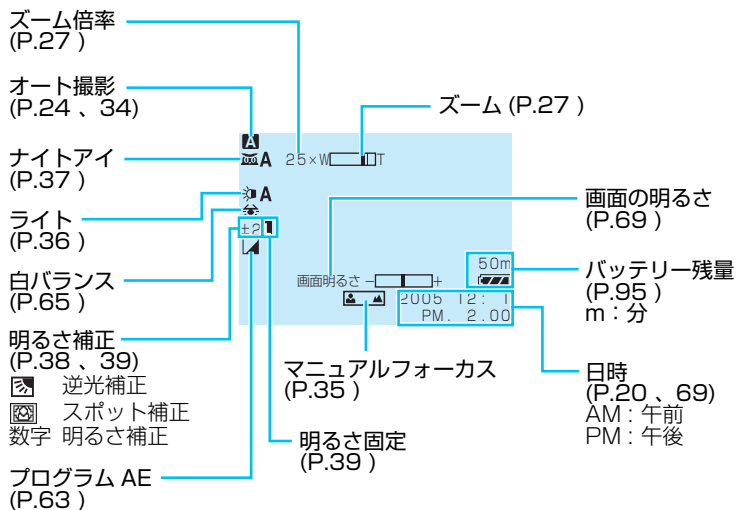 ズーム倍率
(P.27 )
オート撮影
(P.24 、34)
ナイトアイ
(P.37 )
ライト
(P.36 )
白バランス
(P.65 )
明るさ補正
(P.38 、39)
逆光補正
スポット補正
数字 明るさ補正
プログラム AE
(P.63 )
ズーム (P.27 )
A
A 25×W T
A
±2
画面明るさ − +
50m
2005 12: 1
PM. 2.00
マニュアルフォーカス
(P.35 )
明るさ固定
(P.39 )
画面の明るさ
(P.69 )
バッテリー残量
(P.95 )
m：分
日時
(P.20 、69)
AM : 午前
PM : 午後